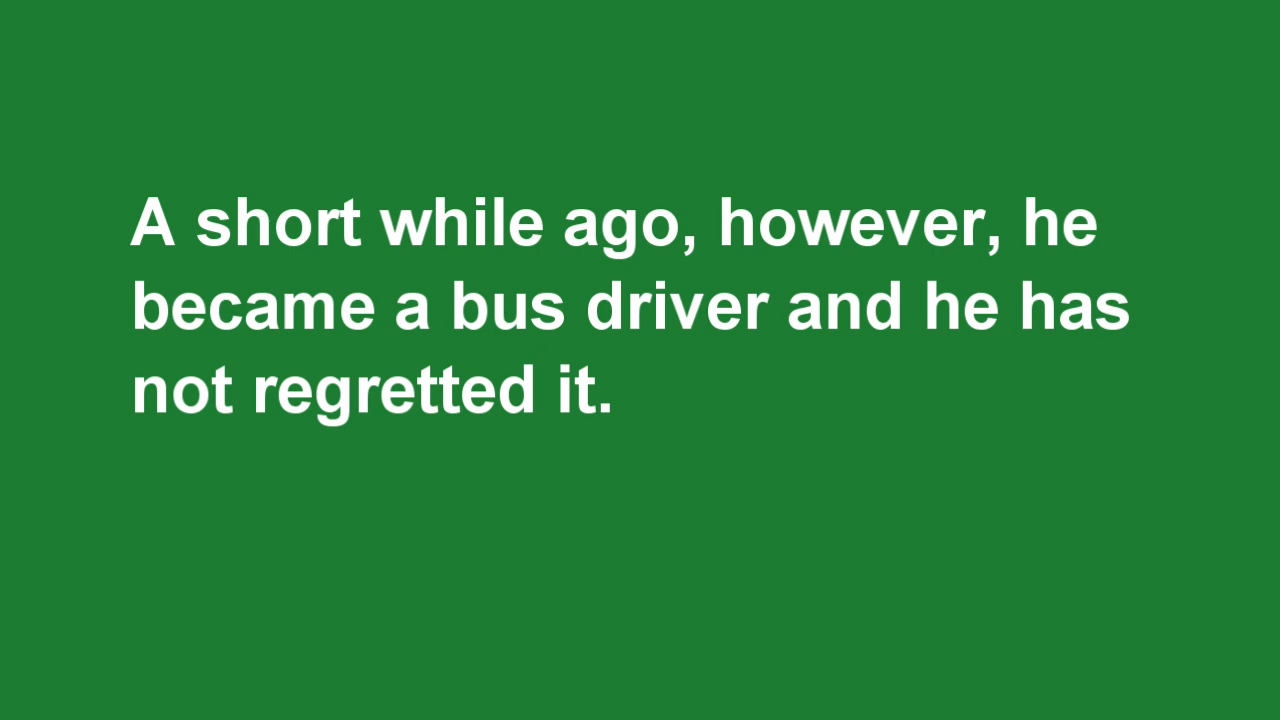 A short while ago, however, he
became a bus driver and he has
not regretted it.